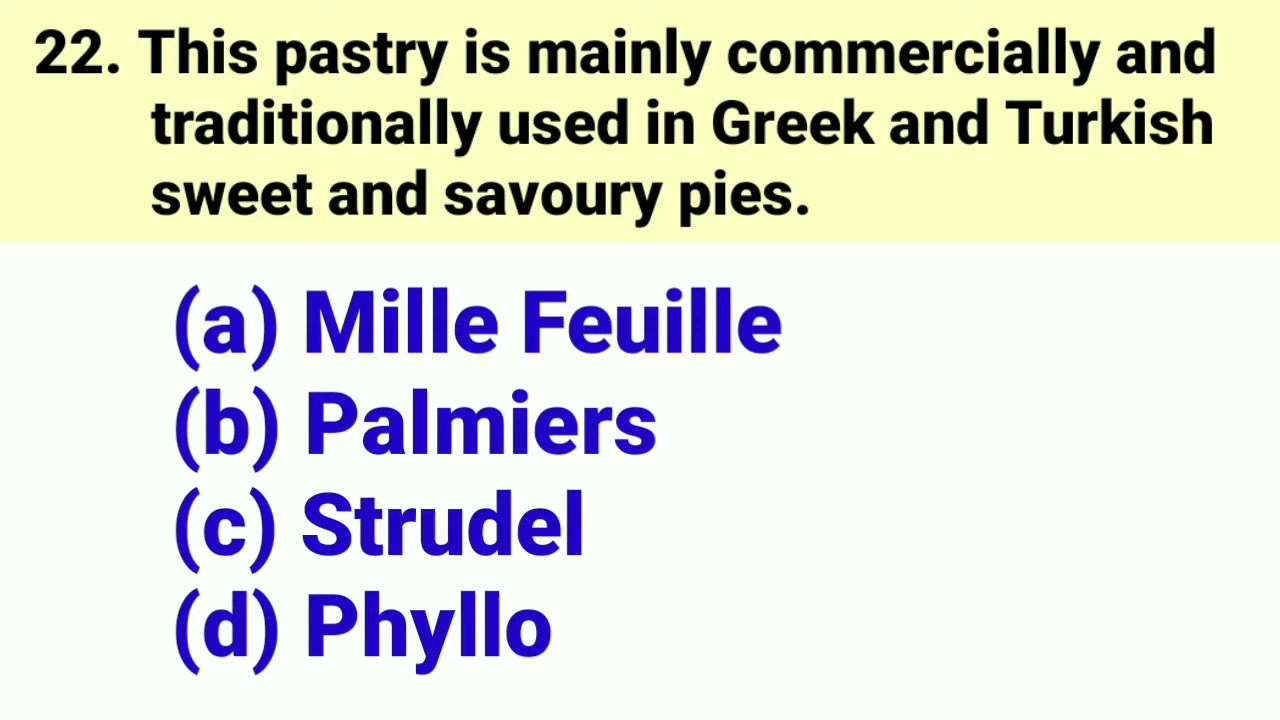 22. This pastry is mainly commercially and
traditionally used in Greek and Turkish
sweet and savoury pies.
(a) Mille Feuille
(b) Palmiers
(c) Strudel
(d) Phyllo